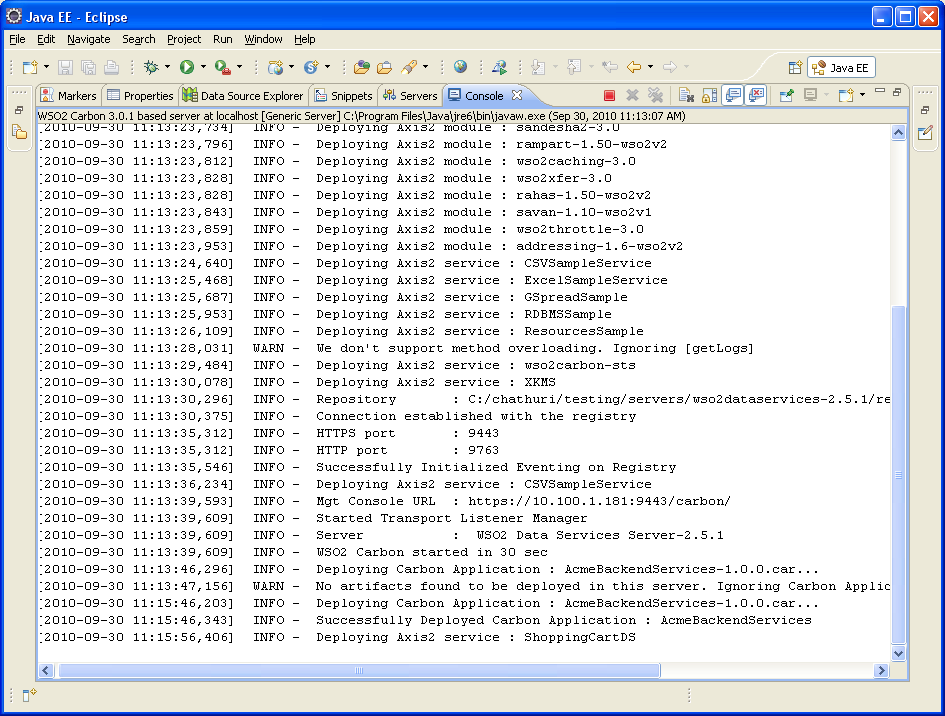 Java EE - Eclipse
File Edit Navigate Search Project Run Window Help
Java EE
Markers Properties Data Source Explorer Snippets Servers Console
WSO2 Carbon 3.0.1 based server at localhost [Generic Server] C:\Program Files\Java\jre6\bin\javaw.exe (Sep 30, 2010 11:13:07 AM)
[2010-09-30 11:13:23,734] INFO - Deploying Axis2 module : sandesha2-3.0
[2010-09-30 11:13:23,796] INFO - Deploying Axis2 module : rampart-1.50-wso2v2
[2010-09-30 11:13:23,812] INFO - Deploying Axis2 module : wso2caching-3.0
[2010-09-30 11:13:23,828] INFO - Deploying Axis2 module : wso2xfer-3.0
[2010-09-30 11:13:23,828] INFO - Deploying Axis2 module : rahas-1.50-wso2v2
[2010-09-30 11:13:23,843] INFO - Deploying Axis2 module : savan-1.10-wso2v1
[2010-09-30 11:13:23,859] INFO - Deploying Axis2 module : wso2throttle-3.0
[2010-09-30 11:13:23,953] INFO - Deploying Axis2 module : addressing-1.6-wso2v2
[2010-09-30 11:13:24,640] INFO - Deploying Axis2 service : CSVSampleService
[2010-09-30 11:13:25,468] INFO - Deploying Axis2 service : ExcelSampleService
[2010-09-30 11:13:25,687] INFO - Deploying Axis2 service : GSpreadSample
[2010-09-30 11:13:25,953] INFO - Deploying Axis2 service : RDBMSSample
[2010-09-30 11:13:26,109] INFO - Deploying Axis2 service : ResourcesSample
[2010-09-30 11:13:28,031] WARN - We don't support method overloading. Ignoring [getLogs]
[2010-09-30 11:13:29,484] INFO - Deploying Axis2 service : wso2carbon-sts
[2010-09-30 11:13:30,078] INFO - Deploying Axis2 service : XKMS
[2010-09-30 11:13:30,296] INFO - Repository : C:/chathuri/testing/servers/wso2dataservices-2.5.1/re
[2010-09-30 11:13:30,375] INFO - Connection established with the registry
[2010-09-30 11:13:35,312] INFO - HTTPS port : 9443
[2010-09-30 11:13:35,312] INFO - HTTP port : 9763
[2010-09-30 11:13:35,546] INFO - Successfully Initialized Eventing on Registry
[2010-09-30 11:13:36,234] INFO - Deploying Axis2 service : CSVSampleService
[2010-09-30 11:13:39,593] INFO - Mgt Console URL : https://10.100.1.181:9443/carbon/
[2010-09-30 11:13:39,609] INFO - Started Transport Listener Manager
[2010-09-30 11:13:39,609] INFO - Server : WSO2 Data Services Server-2.5.1
[2010-09-30 11:13:39,609] INFO - WSO2 Carbon started in 30 sec
[2010-09-30 11:13:46,296] INFO - Deploying Carbon Application : AcmeBackendServices-1.0.0.car...
[2010-09-30 11:13:47,156] WARN - No artifacts found to be deployed in this server. Ignoring Carbon Applic
[2010-09-30 11:15:46,203] INFO - Deploying Carbon Application : AcmeBackendServices-1.0.0.car...
[2010-09-30 11:15:46,343] INFO - Successfully Deployed Carbon Application : AcmeBackendServices
[2010-09-30 11:15:56,406] INFO - Deploying Axis2 service : ShoppingCartDS